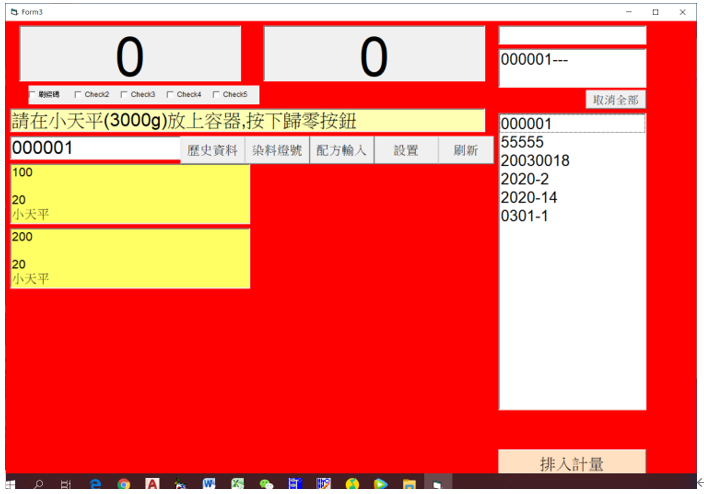 Form3
0
0
000001---
刷條碼 Check2 Check3 Check4 Check5
取消全部
請在小天平(3000g)放上容器,按下歸零按鈕
000001
歷史資料
染料燈號
配方輸入
設置
刷新
100
20
小天平
200
20
小天平
000001
55555
20030018
2020-2
2020-14
0301-1
排入計量